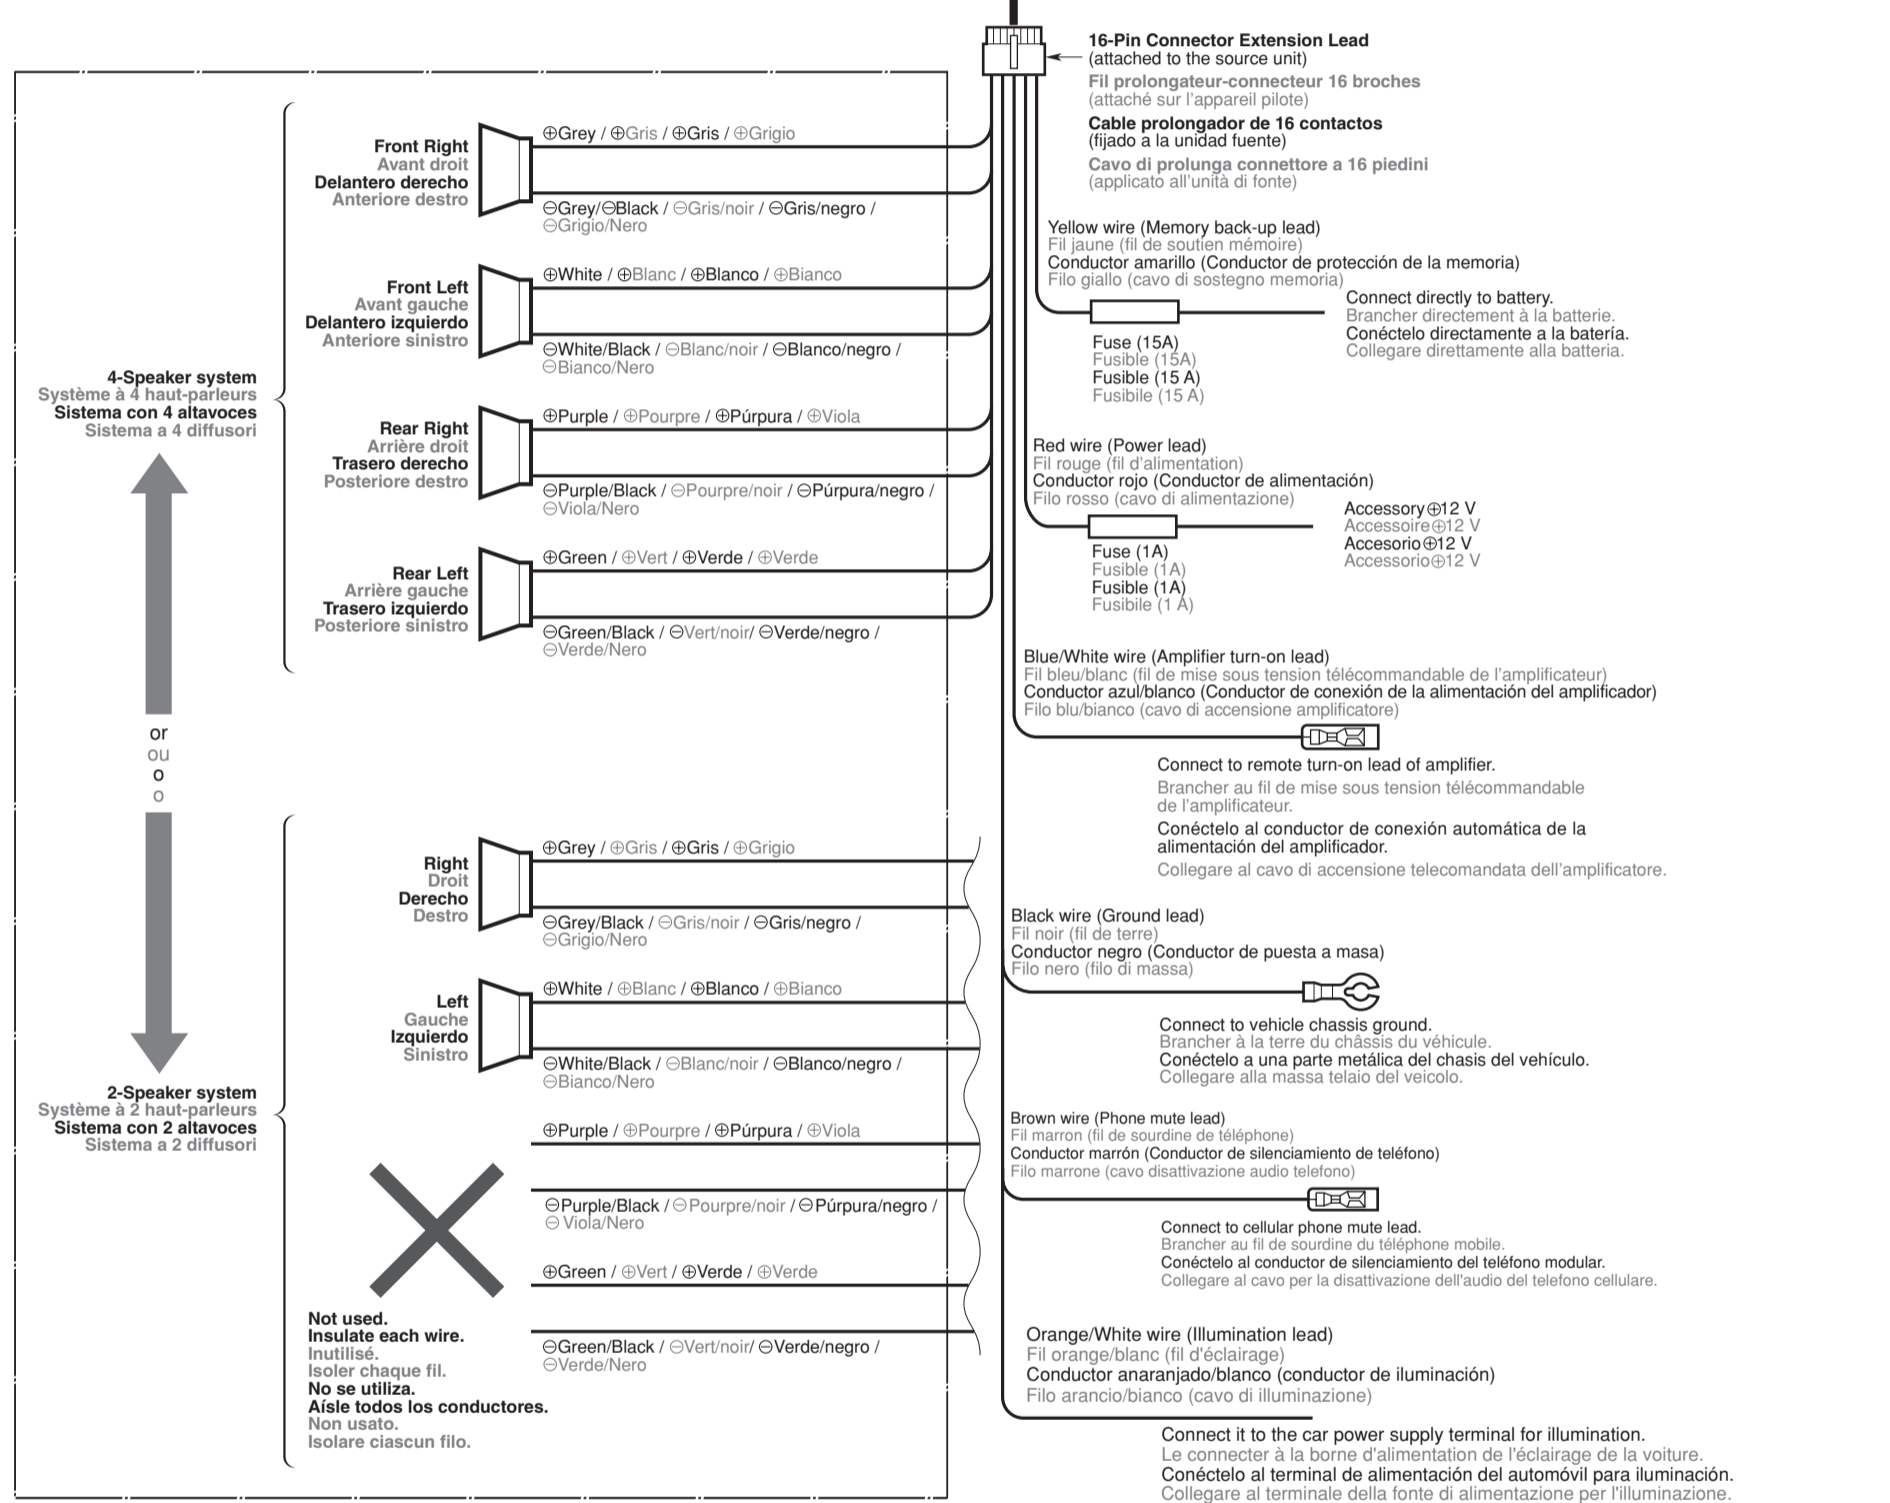 16-Pin Connector Extension Lead
(attached to the source unit)
Fil prolongateur-connecteur 16 broches
(attaché sur l'appareil pilote)
Cable prolongador de 16 contactos
(fijado a la unidad fuente)
Cavo di prolunga connettore a 16 piedini
(applicato all'unità di fonte)
4-Speaker system
Système à 4 haut-parleurs
Sistema con 4 altavoces
Sistema a 4 diffusori
Front Right
Avant droit
Delantero derecho
Anteriore destro
⊕Grey / ⊕Gris / ⊕Gris / ⊕Grigio
⊖Grey/⊖Black / ⊖Gris/noir / ⊖Gris/negro /
⊖Grigio/Nero
Front Left
Avant gauche
Delantero izquierdo
Anteriore sinistro
⊕White / ⊕Blanc / ⊕Blanco / ⊕Bianco
⊖White/Black / ⊖Blanc/noir / ⊖Blanco/negro /
⊖Bianco/Nero
Rear Right
Arrière droit
Trasero derecho
Posteriore destro
⊕Purple / ⊕Pourpre / ⊕Púrpura / ⊕Viola
⊖Purple/Black / ⊖Pourpre/noir / ⊖Púrpura/negro /
⊖Viola/Nero
Rear Left
Arrière gauche
Trasero izquierdo
Posteriore sinistro
⊕Green / ⊕Vert / ⊕Verde / ⊕Verde
⊖Green/Black / ⊖Vert/noir/ ⊖Verde/negro /
⊖Verde/Nero
or
ou
o
o
2-Speaker system
Système à 2 haut-parleurs
Sistema con 2 altavoces
Sistema a 2 diffusori
Right
Droit
Derecho
Destro
⊕Grey / ⊕Gris / ⊕Gris / ⊕Grigio
⊖Grey/Black / ⊖Gris/noir / ⊖Gris/negro /
⊖Grigio/Nero
Left
Gauche
Izquierdo
Sinistro
⊕White / ⊕Blanc / ⊕Blanco / ⊕Bianco
⊖White/Black / ⊖Blanc/noir / ⊖Blanco/negro /
⊖Bianco/Nero
⊕Purple / ⊕Pourpre / ⊕Púrpura / ⊕Viola
⊖Purple/Black / ⊖Pourpre/noir / ⊖Púrpura/negro /
⊖ Viola/Nero
⊕Green / ⊕Vert / ⊕Verde / ⊕Verde
⊖Green/Black / ⊖Vert/noir/ ⊖Verde/negro /
⊖Verde/Nero
Not used.
Insulate each wire.
Inutilisé.
Isoler chaque fil.
No se utiliza.
Aísle todos los conductores.
Non usato.
Isolare ciascun filo.
Yellow wire (Memory back-up lead)
Fil jaune (fil de soutien mémoire)
Conductor amarillo (Conductor de protección de la memoria)
Filo giallo (cavo di sostegno memoria)
Connect directly to battery.
Brancher directement à la batterie.
Conéctelo directamente a la batería.
Collegare direttamente alla batteria.
Fuse (15A)
Fusible (15A)
Fusible (15 A)
Fusibile (15 A)
Red wire (Power lead)
Fil rouge (fil d'alimentation)
Conductor rojo (Conductor de alimentación)
Filo rosso (cavo di alimentazione)
Accessory⊕12 V
Accessoire⊕12 V
Accesorio⊕12 V
Accessorio⊕12 V
Fuse (1A)
Fusible (1A)
Fusible (1A)
Fusibile (1 A)
Blue/White wire (Amplifier turn-on lead)
Fil bleu/blanc (fil de mise sous tension télécommandable de l'amplificateur)
Conductor azul/blanco (Conductor de conexión de la alimentación del amplificador)
Filo blu/bianco (cavo di accensione amplificatore)
Connect to remote turn-on lead of amplifier.
Brancher au fil de mise sous tension télécommandable
de l'amplificateur.
Conéctelo al conductor de conexión automática de la
alimentación del amplificador.
Collegare al cavo di accensione telecomandata dell'amplificatore.
Black wire (Ground lead)
Fil noir (fil de terre)
Conductor negro (Conductor de puesta a masa)
Filo nero (filo di massa)
Connect to vehicle chassis ground.
Brancher à la terre du châssis du véhicule.
Conéctelo a una parte metálica del chasis del vehículo.
Collegare alla massa telaio del veicolo.
Brown wire (Phone mute lead)
Fil marron (fil de sourdine de téléphone)
Conductor marrón (Conductor de silenciamiento de teléfono)
Filo marrone (cavo disattivazione audio telefono)
Connect to cellular phone mute lead.
Brancher au fil de sourdine du téléphone mobile.
Conéctelo al conductor de silenciamiento del teléfono modular.
Collegare al cavo per la disattivazione dell'audio del telefono cellulare.
Orange/White wire (Illumination lead)
Fil orange/blanc (fil d'éclairage)
Conductor anaranjado/blanco (conductor de iluminación)
Filo arancio/bianco (cavo di illuminazione)
Connect it to the car power supply terminal for illumination.
Le connecter à la borne d'alimentation de l'éclairage de la voiture.
Conéctelo al terminal de alimentación del automóvil para iluminación.
Collegare al terminale della fonte di alimentazione per l'illuminazione.